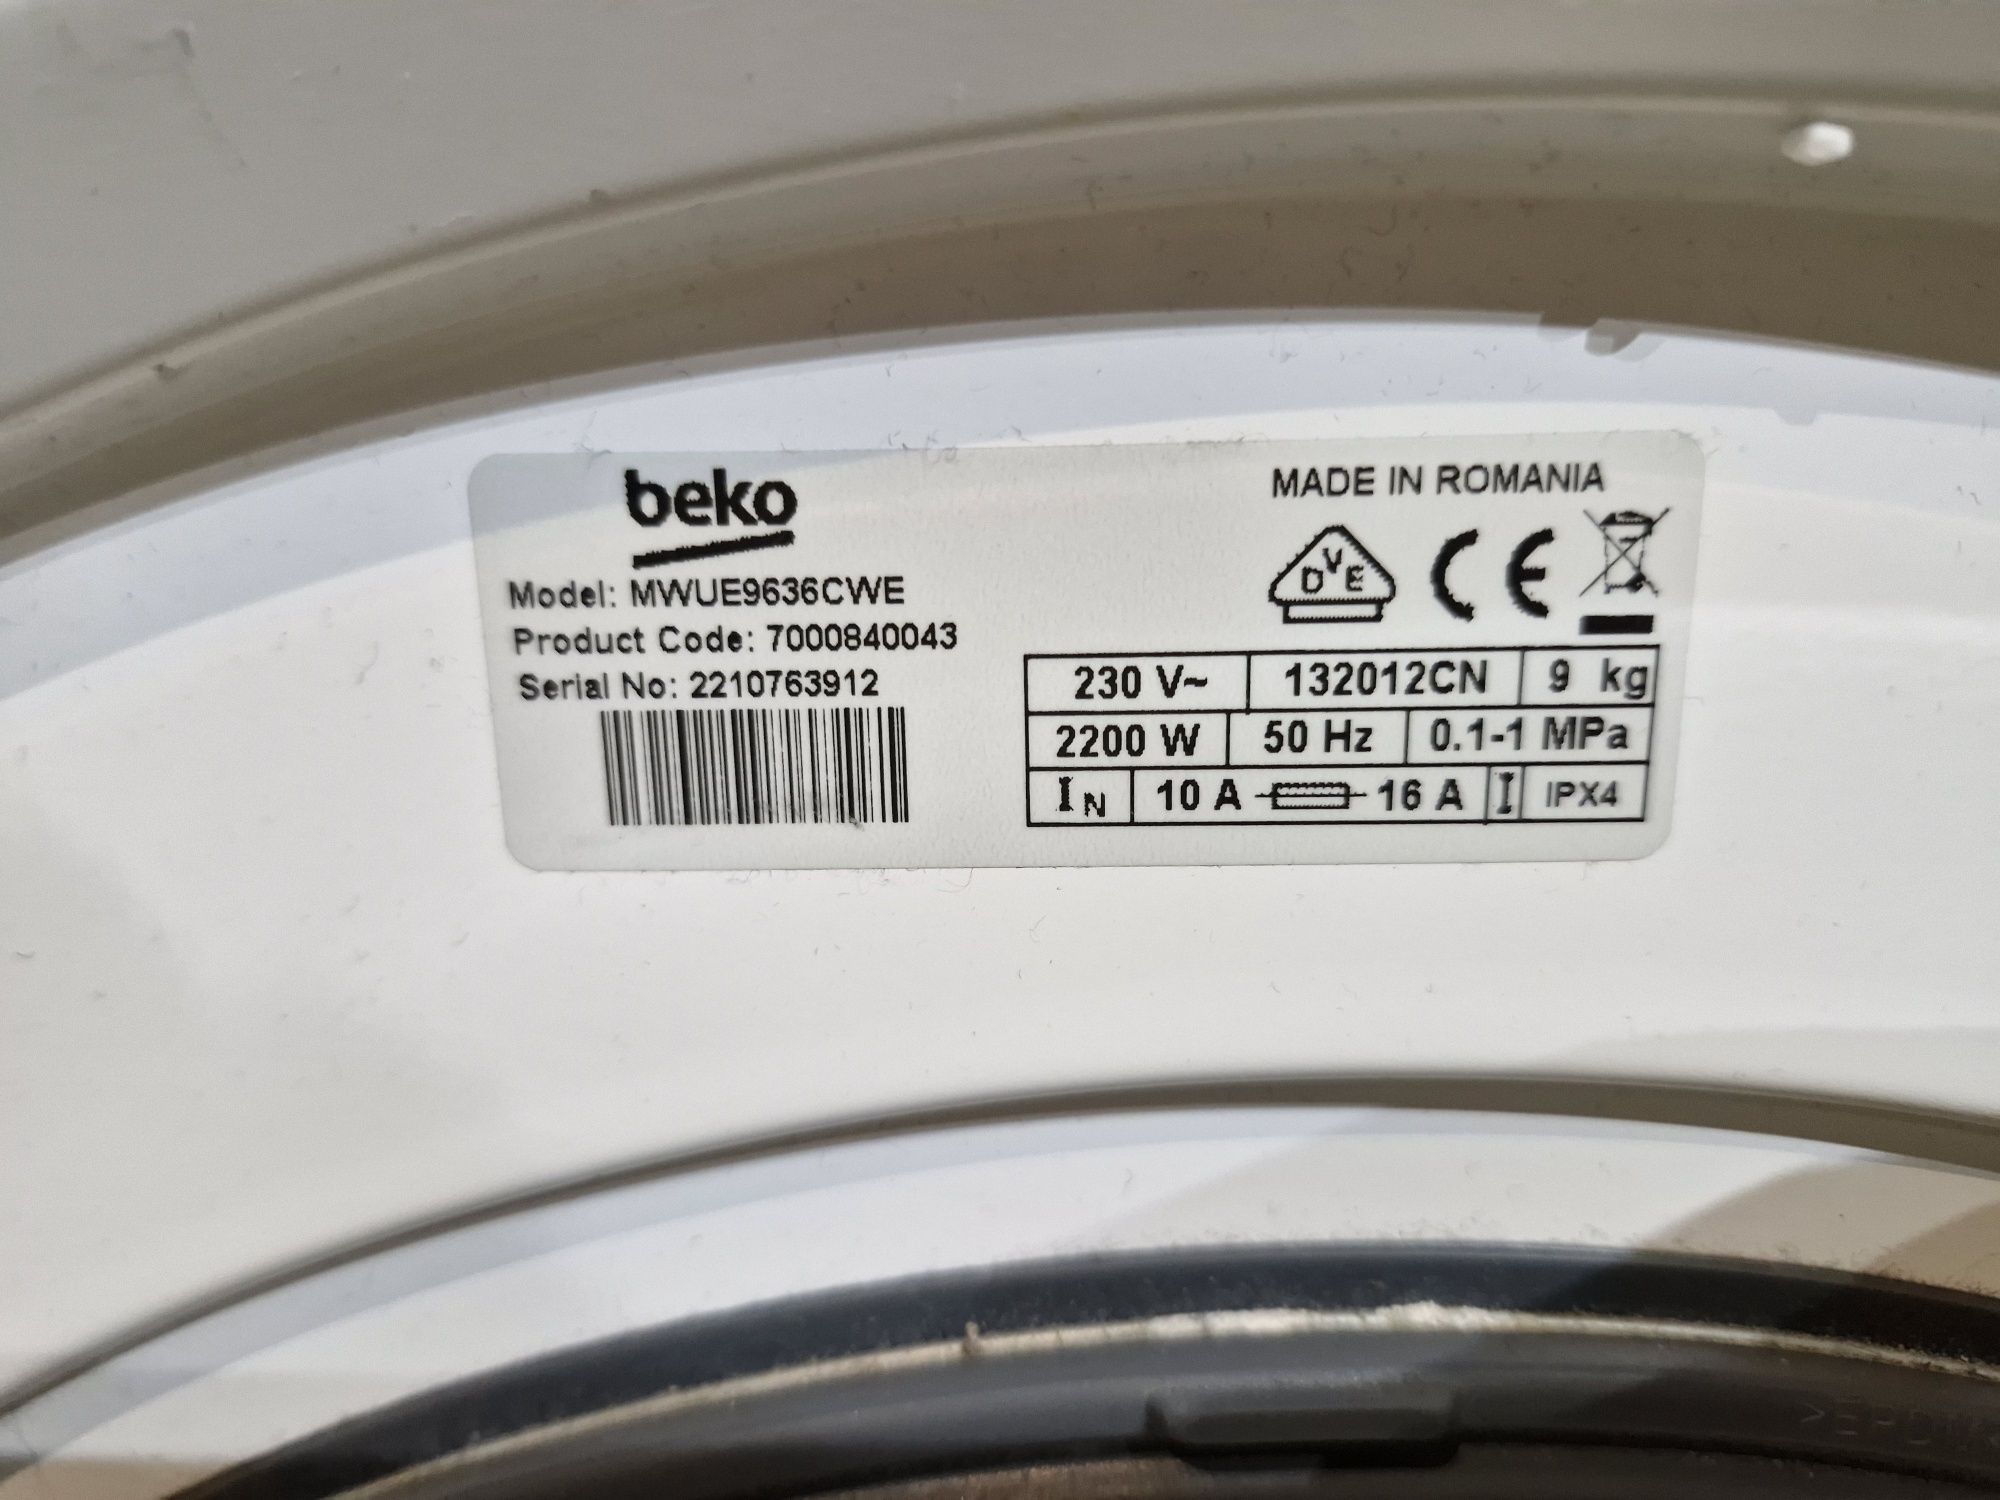 beko
Model: MWUE9636CWE
Product Code: 7000840043
Serial No: 2210763912
MADE IN ROMANIA
DVE CE
230 V~ 132012CN 9 kg
2200 W 50 Hz 0.1-1 MPa
IN 10 A 16 A I IPX4